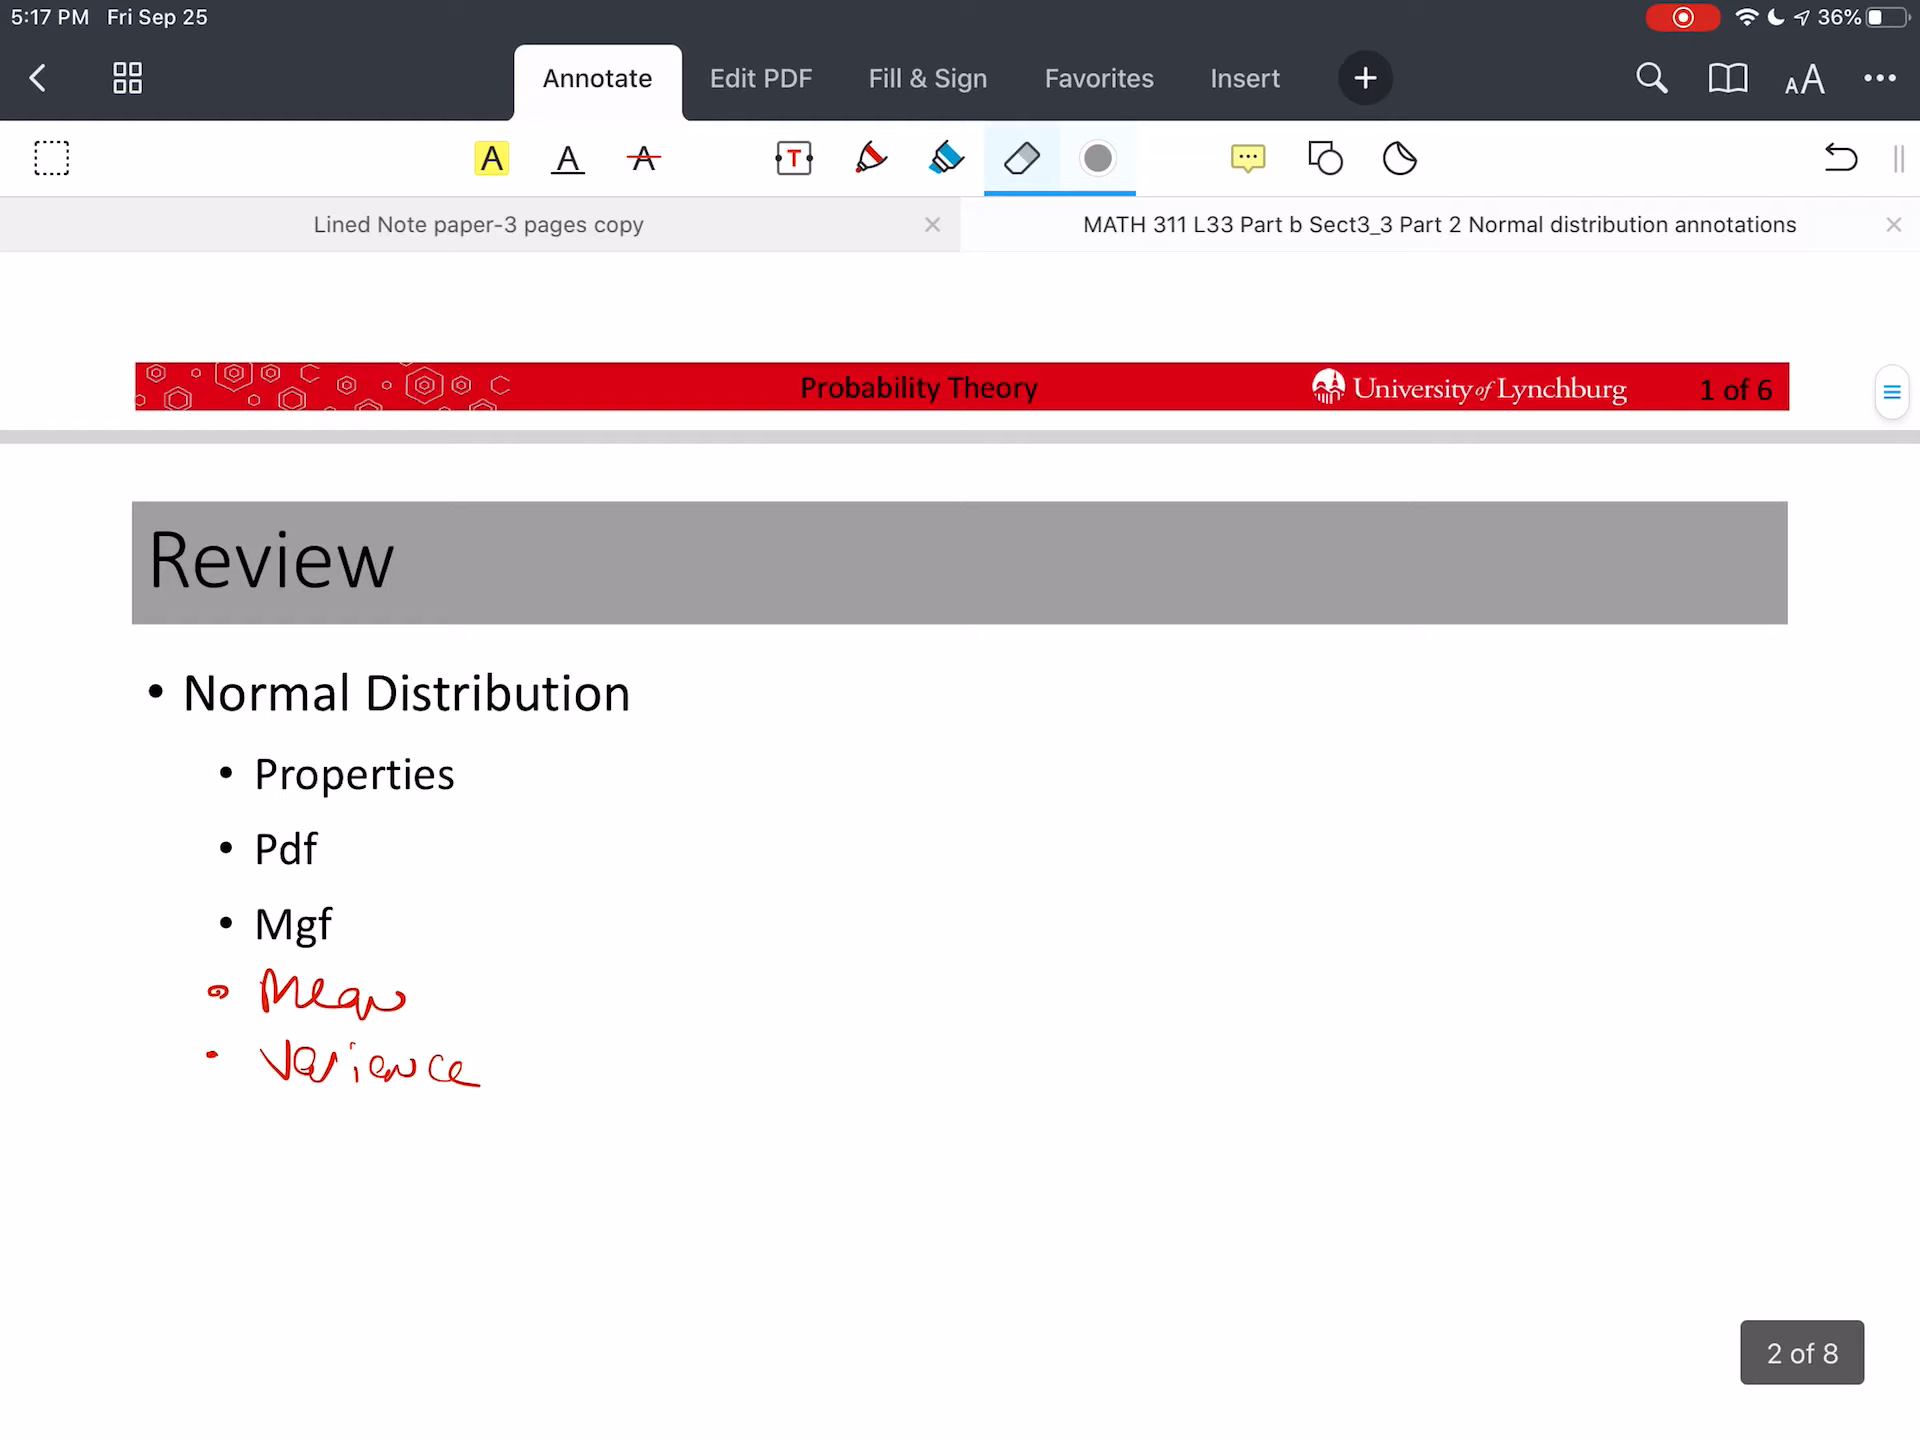 5:17 PM Fri Sep 25 36%
Annotate Edit PDF Fill & Sign Favorites Insert AA
A A A T
Lined Note paper-3 pages copy MATH 311 L33 Part b Sect3_3 Part 2 Normal distribution annotations
Probability Theory University of Lynchburg 1 of 6
Review
• Normal Distribution
• Properties
• Pdf
• Mgf
• Mean
• Varience
2 of 8